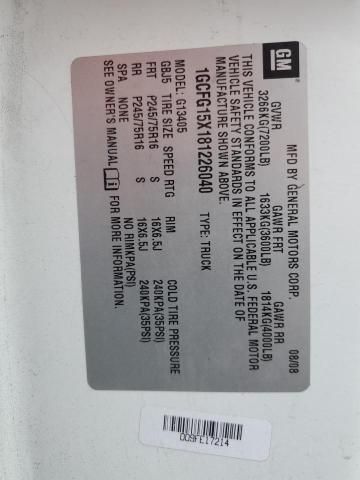 GM
MFD BY GENERAL MOTORS CORP.
08/08
GVWR GAWR FRT GAWR RR
3266KG(7200LB) 1633KG(3600LB) 1814KG(4000LB)
THIS VEHICLE CONFORMS TO ALL APPLICABLE U.S. FEDERAL MOTOR
VEHICLE SAFETY STANDARDS IN EFFECT ON THE DATE OF
MANUFACTURE SHOWN ABOVE.
1GCFG15X181226040 TYPE: TRUCK
MODEL: G13405
GBJ5 TIRE SIZE SPEED RTG RIM COLD TIRE PRESSURE
FRT P245/75R16 S 16X6.5J 240KPA(35PSI)
RR P245/75R16 S 16X6.5J 240KPA(35PSI)
SPA NONE NO RIMKPA(PSI)
SEE OWNER'S MANUAL i FOR MORE INFORMATION.
009FE17214